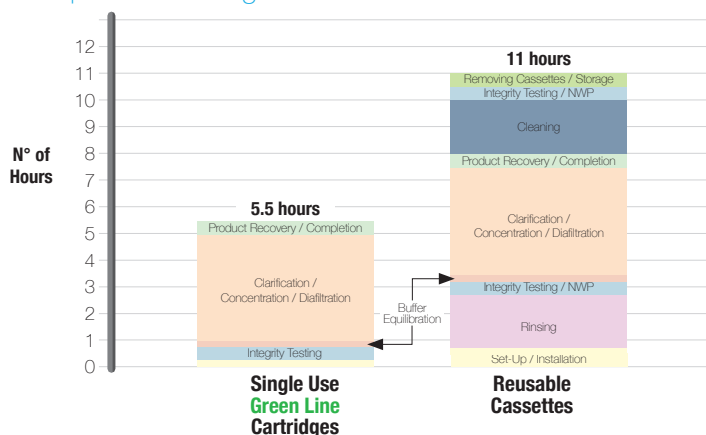 12
11
10
9
8
7
6
5
4
3
2
1
0
N° of
Hours
5.5 hours
Product Recovery / Completion
Clarification /
Concentration / Diafiltration
Integrity Testing
Buffer
Equilibration
11 hours
Removing Cassettes / Storage
Integrity Testing / NWP
Cleaning
Product Recovery / Completion
Clarification /
Concentration / Diafiltration
Integrity Testing / NWP
Rinsing
Set-Up / Installation
Single Use
Green Line
Cartridges
Reusable
Cassettes